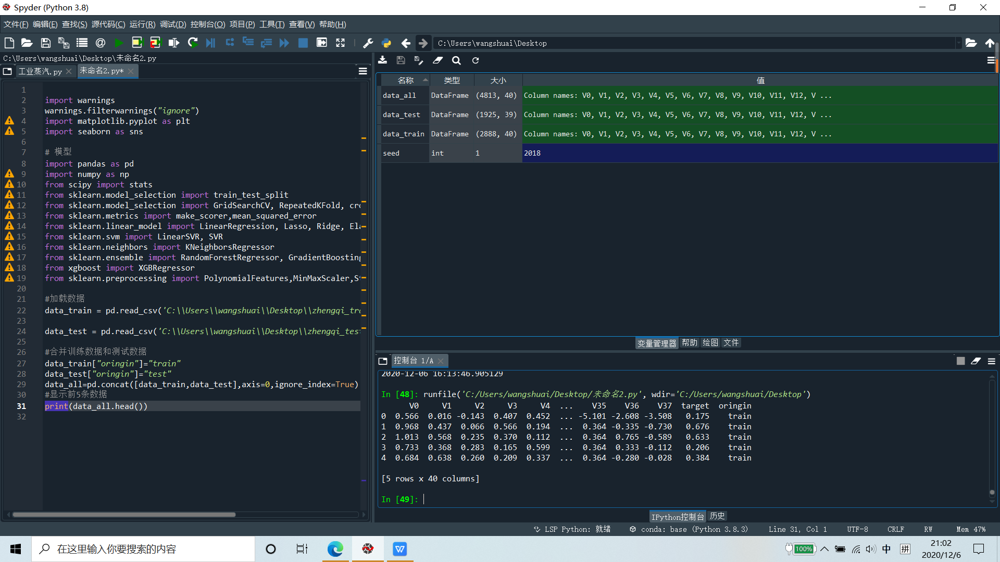 Spyder (Python 3.8)
文件(F) 编辑(E) 查找(S) 源代码(C) 运行(R) 调试(D) 控制台(O) 项目(P) 工具(T) 查看(V) 帮助(H)
C:\Users\wangshuai\Desktop
C:\Users\wangshuai\Desktop\未命名2.py
工业蒸汽.py
未命名2.py*
1
2 import warnings
3 warnings.filterwarnings("ignore")
4 import matplotlib.pyplot as plt
5 import seaborn as sns
6
7 # 模型
8 import pandas as pd
9 import numpy as np
10 from scipy import stats
11 from sklearn.model_selection import train_test_split
12 from sklearn.model_selection import GridSearchCV, RepeatedKFold, cro
13 from sklearn.metrics import make_scorer,mean_squared_error
14 from sklearn.linear_model import LinearRegression, Lasso, Ridge, Ela
15 from sklearn.svm import LinearSVR, SVR
16 from sklearn.neighbors import KNeighborsRegressor
17 from sklearn.ensemble import RandomForestRegressor, GradientBoosting
18 from xgboost import XGBRegressor
19 from sklearn.preprocessing import PolynomialFeatures,MinMaxScaler,St
20
21 #加载数据
22 data_train = pd.read_csv('C:\\Users\\wangshuai\\Desktop\\zhengqi_tra
23
24 data_test = pd.read_csv('C:\\Users\\wangshuai\\Desktop\\zhengqi_test
25
26 #合并训练数据和测试数据
27 data_train["oringin"]="train"
28 data_test["oringin"]="test"
29 data_all=pd.concat([data_train,data_test],axis=0,ignore_index=True)
30 #显示前5条数据
31 print(data_all.head())
32
名称 类型 大小 值
data_all DataFrame (4813, 40) Column names: V0, V1, V2, V3, V4, V5, V6, V7, V8, V9, V10, V11, V12, V ...
data_test DataFrame (1925, 39) Column names: V0, V1, V2, V3, V4, V5, V6, V7, V8, V9, V10, V11, V12, V ...
data_train DataFrame (2888, 40) Column names: V0, V1, V2, V3, V4, V5, V6, V7, V8, V9, V10, V11, V12, V ...
seed int 1 2018
变量管理器 帮助 绘图 文件
控制台 1/A
2020-12-06 16:13:46.905129
In [48]: runfile('C:/Users/wangshuai/Desktop/未命名2.py', wdir='C:/Users/wangshuai/Desktop')
V0 V1 V2 V3 V4 ... V35 V36 V37 target oringin
0 0.566 0.016 -0.143 0.407 0.452 ... -5.101 -2.608 -3.508 0.175 train
1 0.968 0.437 0.066 0.566 0.194 ... 0.364 -0.335 -0.730 0.676 train
2 1.013 0.568 0.235 0.370 0.112 ... 0.364 0.765 -0.589 0.633 train
3 0.733 0.368 0.283 0.165 0.599 ... 0.364 0.333 -0.112 0.206 train
4 0.684 0.638 0.260 0.209 0.337 ... 0.364 -0.280 -0.028 0.384 train
[5 rows x 40 columns]
In [49]:
IPython控制台 历史
LSP Python: 就绪 conda: base (Python 3.8.3) Line 31, Col 1 UTF-8 CRLF RW Mem 47%
在这里输入你要搜索的内容
100%
中
拼
21:02
2020/12/6